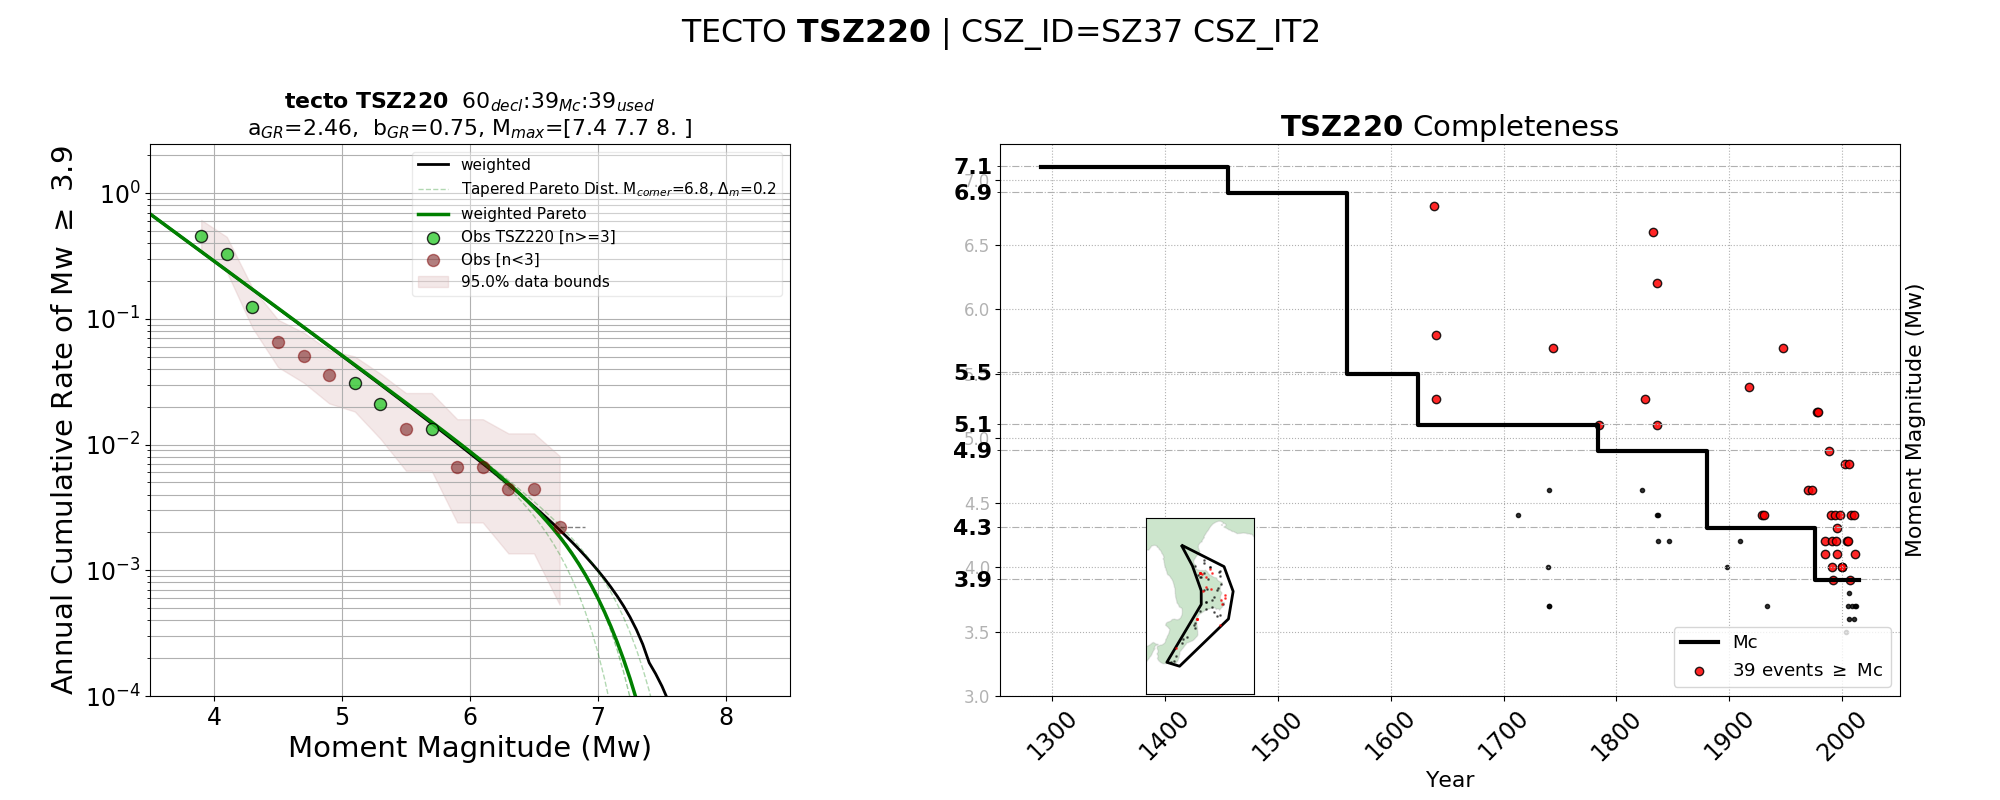 TECTO TSZ220 | CSZ_ID=SZ37 CSZ_IT2
tecto TSZ220 60decl:39Mc:39used
aGR=2.46, bGR=0.75, Mmax=[7.4 7.7 8. ]
Annual Cumulative Rate of Mw ≥ 3.9
10^0
10^-1
10^-2
10^-3
10^-4
weighted
Tapered Pareto Dist. Mcorner=6.8, Δm=0.2
weighted Pareto
Obs TSZ220 [n>=3]
Obs [n<3]
95.0% data bounds
4 5 6 7 8
Moment Magnitude (Mw)
TSZ220 Completeness
7.1
7.0
6.9
6.5
6.0
5.5
5.5
5.1
5.0
4.9
4.5
4.3
4.0
3.9
3.5
3.0
Mc
39 events ≥ Mc
1300 1400 1500 1600 1700 1800 1900 2000
Year
Moment Magnitude (Mw)